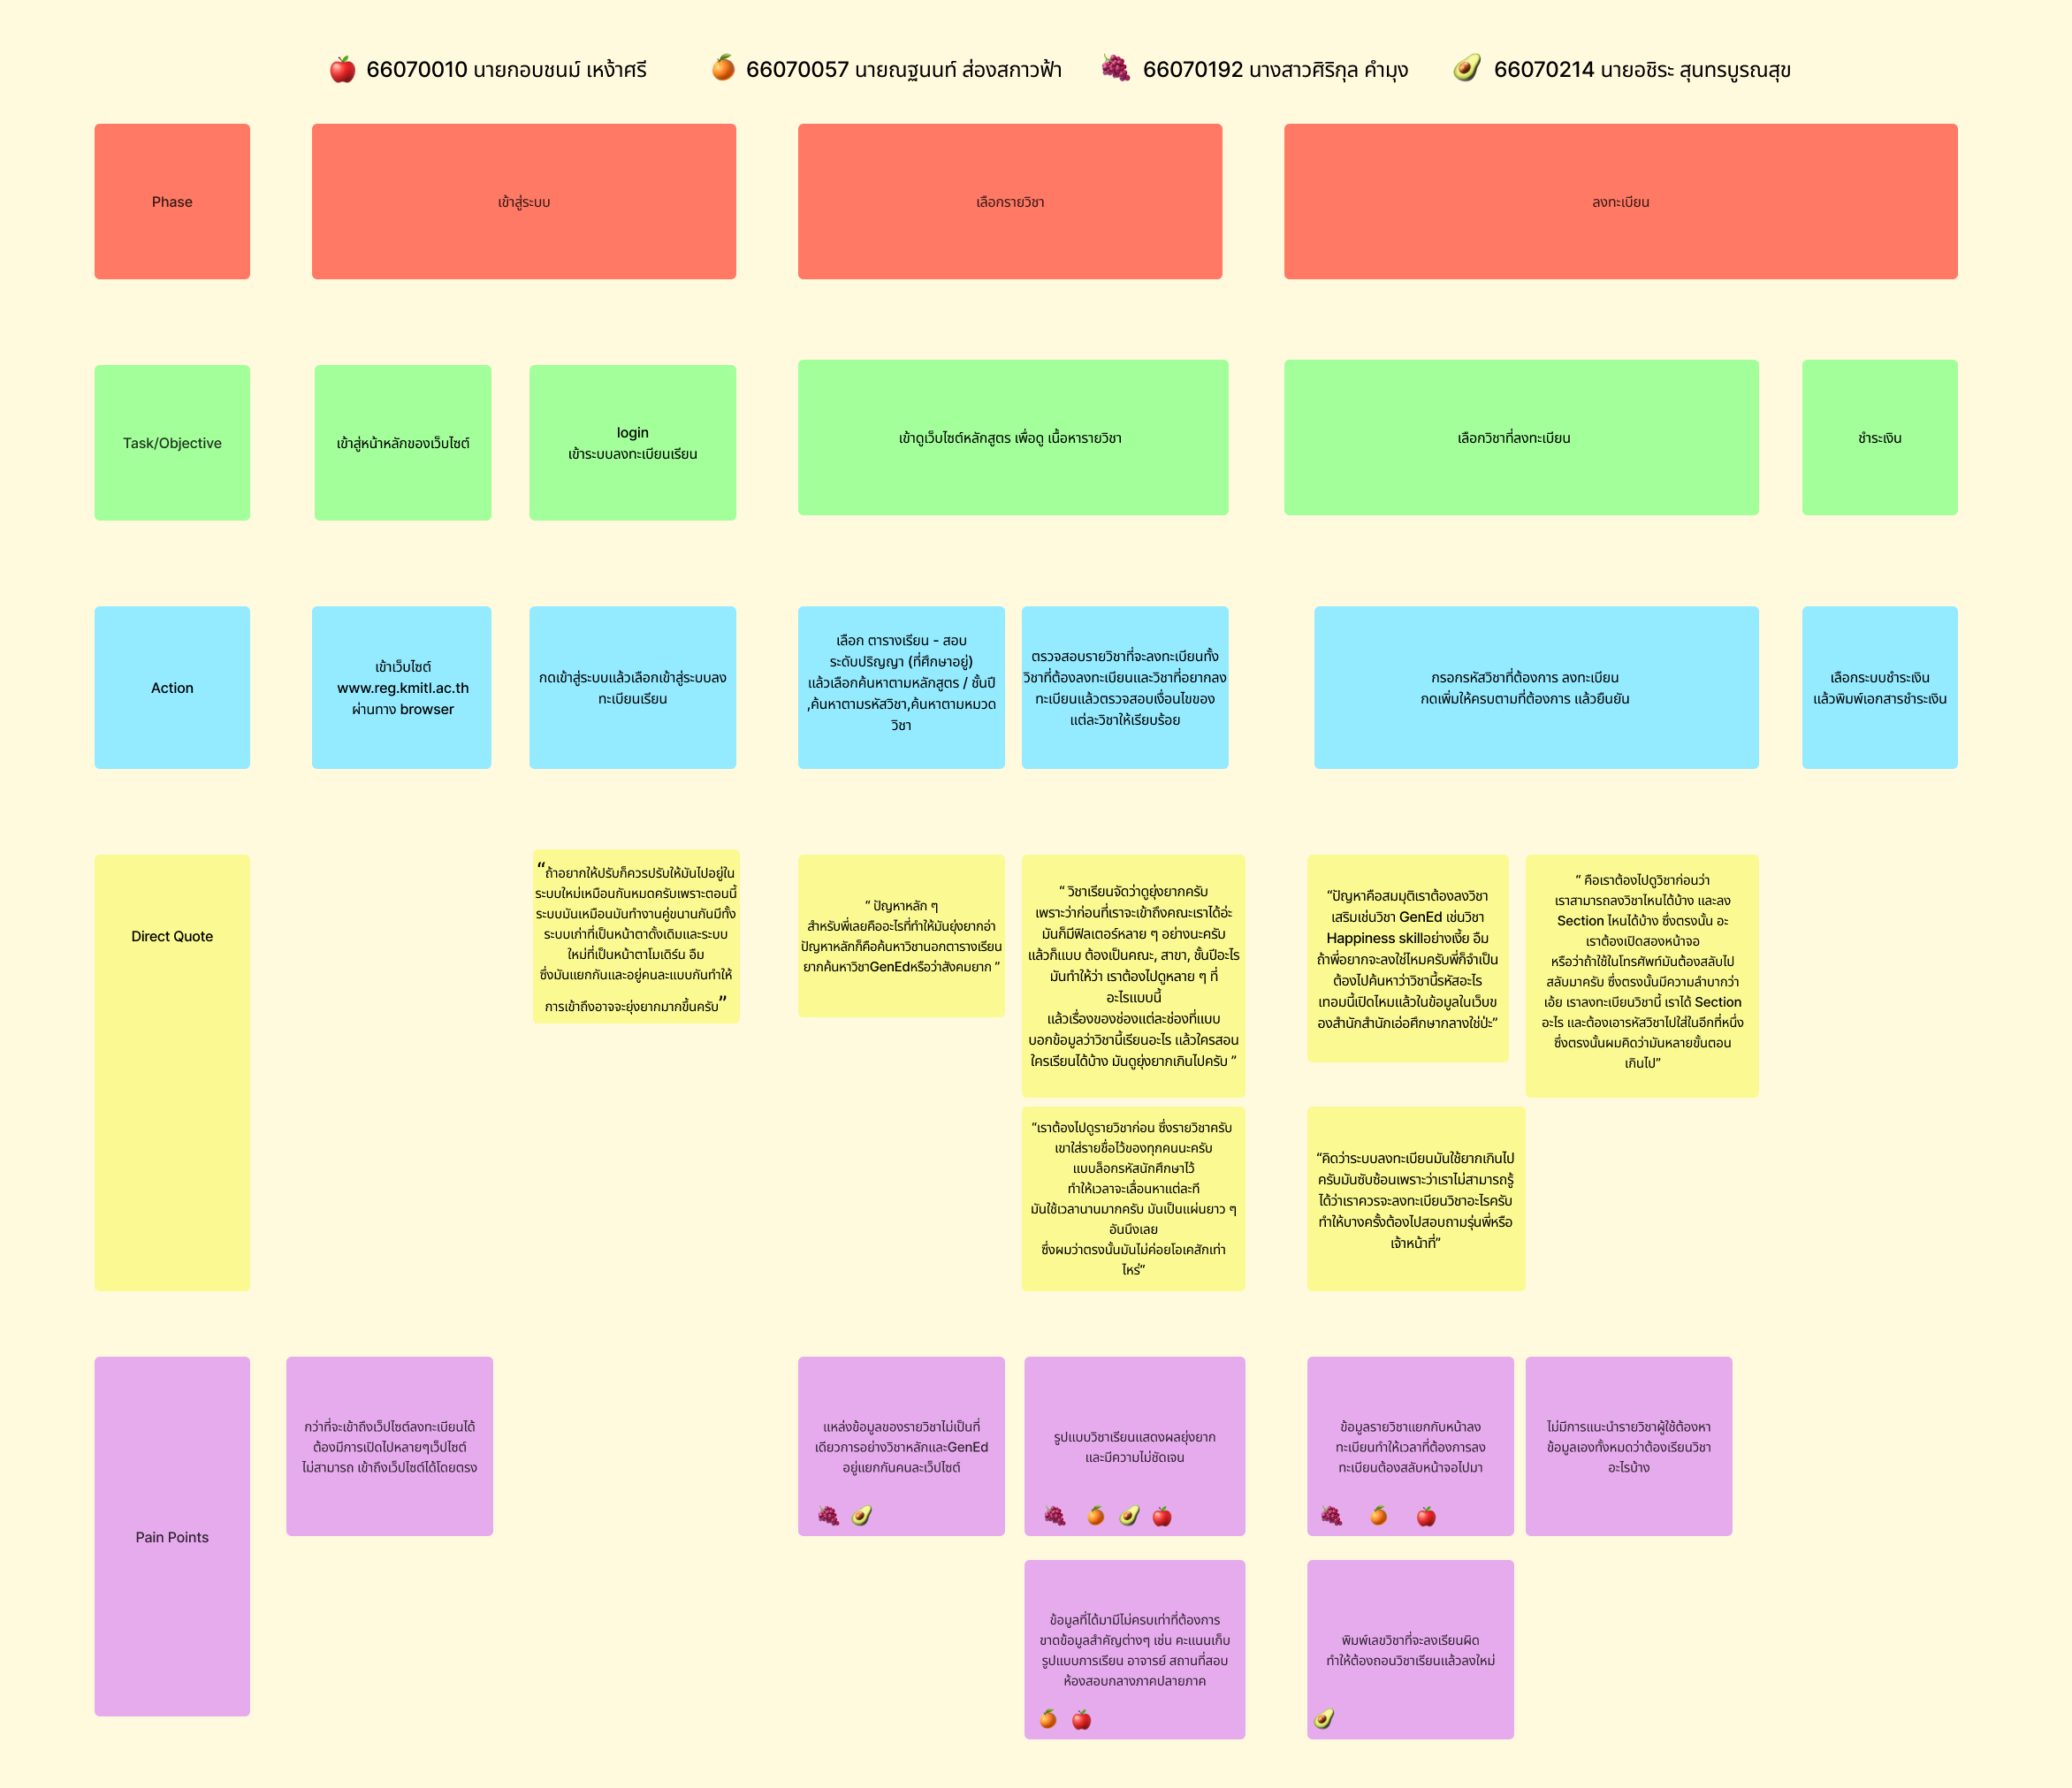 🍎 66070010 นายกอบชนม์ เหง้าศรี
🍊 66070057 นายณฐนนท์ ส่องสกาวฟ้า
🍇 66070192 นางสาวศิริกุล คำมุง
🥑 66070214 นายอชิระ สุนทรบูรณสุข
Phase
เข้าสู่ระบบ
เลือกรายวิชา
ลงทะเบียน
Task/Objective
เข้าสู่หน้าหลักของเว็บไซต์
login
เข้าระบบลงทะเบียนเรียน
เข้าดูเว็บไซต์หลักสูตร เพื่อดู เนื้อหารายวิชา
เลือกวิชาที่ลงทะเบียน
ชำระเงิน
Action
เข้าเว็บไซต์
www.reg.kmitl.ac.th
ผ่านทาง browser
กดเข้าสู่ระบบแล้วเลือกเข้าสู่ระบบลง
ทะเบียนเรียน
เลือก ตารางเรียน - สอบ
ระดับปริญญา (ที่ศึกษาอยู่)
แล้วเลือกค้นหาตามหลักสูตร / ชั้นปี
,ค้นหาตามรหัสวิชา,ค้นหาตามหมวด
วิชา
ตรวจสอบรายวิชาที่จะลงทะเบียนทั้ง
วิชาที่ต้องลงทะเบียนและวิชาที่อยากลง
ทะเบียนแล้วตรวจสอบเงื่อนไขของ
แต่ละวิชาให้เรียบร้อย
กรอกรหัสวิชาที่ต้องการ ลงทะเบียน
กดเพิ่มให้ครบตามที่ต้องการ แล้วยืนยัน
เลือกระบบชำระเงิน
แล้วพิมพ์เอกสารชำระเงิน
Direct Quote
“ถ้าอยากให้ปรับก็ควรปรับให้มันไปอยู่ใน
ระบบใหม่เหมือนกันหมดครับเพราะตอนนี้
ระบบมันเหมือนมันทำงานคู่ขนานกันมีทั้ง
ระบบเก่าที่เป็นหน้าตาดั้งเดิมและระบบ
ใหม่ที่เป็นหน้าตาโมเดิร์น อืม
ซึ่งมันแยกกันและอยู่คนละแบบกันทำให้
การเข้าถึงอาจจะยุ่งยากมากขึ้นครับ”
“ ปัญหาหลัก ๆ
สำหรับพี่เลยคืออะไรที่ทำให้มันยุ่งยากอ่า
ปัญหาหลักก็คือค้นหาวิชานอกตารางเรียน
ยากค้นหาวิชาGenEdหรือว่าสังคมยาก ”
“ วิชาเรียนจัดว่าดูยุ่งยากครับ
เพราะว่าก่อนที่เราจะเข้าถึงคณะเราได้อ่ะ
มันก็มีฟิลเตอร์หลาย ๆ อย่างนะครับ
แล้วก็แบบ ต้องเป็นคณะ, สาขา, ชั้นปีอะไร
มันทำให้ว่า เราต้องไปดูหลาย ๆ ที่
อะไรแบบนี้
แล้วเรื่องของช่องแต่ละช่องที่แบบ
บอกข้อมูลว่าวิชานี้เรียนอะไร แล้วใครสอน
ใครเรียนได้บ้าง มันดูยุ่งยากเกินไปครับ ”
“เราต้องไปดูรายวิชาก่อน ซึ่งรายวิชาครับ
เขาใส่รายชื่อไว้ของทุกคนนะครับ
แบบล็อกรหัสนักศึกษาไว้
ทำให้เวลาจะเลื่อนหาแต่ละที
มันใช้เวลานานมากครับ มันเป็นแผ่นยาว ๆ
อันนึงเลย
ซึ่งผมว่าตรงนั้นมันไม่ค่อยโอเคสักเท่า
ไหร่”
“ปัญหาคือสมมุติเราต้องลงวิชา
เสริมเช่นวิชา GenEd เช่นวิชา
Happiness skillอย่างเงี้ย อืม
ถ้าพี่อยากจะลงใช่ไหมครับพี่ก็จำเป็น
ต้องไปค้นหาว่าวิชานี้รหัสอะไร
เทอมนี้เปิดไหมแล้วในข้อมูลในเว็บข
องสำนักสำนักเอ่อศึกษากลางใช่ป่ะ”
“ คือเราต้องไปดูวิชาก่อนว่า
เราสามารถลงวิชาไหนได้บ้าง และลง
Section ไหนได้บ้าง ซึ่งตรงนั้น อะ
เราต้องเปิดสองหน้าจอ
หรือว่าถ้าใช้ในโทรศัพท์มันต้องสลับไป
สลับมาครับ ซึ่งตรงนั้นมีความลำบากว่า
เอ้ย เราลงทะเบียนวิชานี้ เราได้ Section
อะไร และต้องเอารหัสวิชาไปใส่ในอีกที่หนึ่ง
ซึ่งตรงนั้นผมคิดว่ามันหลายขั้นตอน
เกินไป”
“คิดว่าระบบลงทะเบียนมันใช้ยากเกินไป
ครับมันซับซ้อนเพราะว่าเราไม่สามารถรู้
ได้ว่าเราควรจะลงทะเบียนวิชาอะไรครับ
ทำให้บางครั้งต้องไปสอบถามรุ่นพี่หรือ
เจ้าหน้าที่”
Pain Points
กว่าที่จะเข้าถึงเว็บไซต์ลงทะเบียนได้
ต้องมีการเปิดไปหลายๆเว็บไซต์
ไม่สามารถ เข้าถึงเว็บไซต์ได้โดยตรง
แหล่งข้อมูลของรายวิชาไม่เป็นที่
เดียวการอย่างวิชาหลักและGenEd
อยู่แยกกันคนละเว็บไซต์
🍇 🥑
รูปแบบวิชาเรียนแสดงผลยุ่งยาก
และมีความไม่ชัดเจน
🍇 🍊 🥑 🍎
ข้อมูลรายวิชาแยกกับหน้าลง
ทะเบียนทำให้เวลาที่ต้องการลง
ทะเบียนต้องสลับหน้าจอไปมา
🍇 🍊 🍎
ไม่มีการแนะนำรายวิชาผู้ใช้ต้องหา
ข้อมูลเองทั้งหมดว่าต้องเรียนวิชา
อะไรบ้าง
ข้อมูลที่ได้มามีไม่ครบเท่าที่ต้องการ
ขาดข้อมูลสำคัญต่างๆ เช่น คะแนนเก็บ
รูปแบบการเรียน อาจารย์ สถานที่สอบ
ห้องสอบกลางภาคปลายภาค
🍊 🍎
พิมพ์เลขวิชาที่จะลงเรียนผิด
ทำให้ต้องถอนวิชาเรียนแล้วลงใหม่
🥑